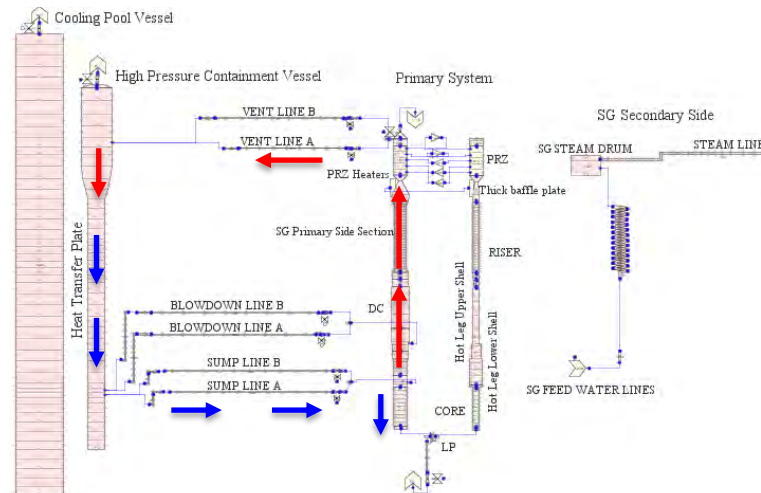 Cooling Pool Vessel
High Pressure Containment Vessel
Primary System
VENT LINE B
VENT LINE A
SG Secondary Side
SG STEAM DRUM
STEAM LINE
PRZ
PRZ Heaters
Thick baffle plate
SG Primary Side Section
RISER
Heat Transfer Plate
Hot Leg Upper Shell
BLOWDOWN LINE B
BLOWDOWN LINE A
DC
SUMP LINE B
SUMP LINE A
Hot Leg Lower Shell
SG FEED WATER LINES
CORE
LP